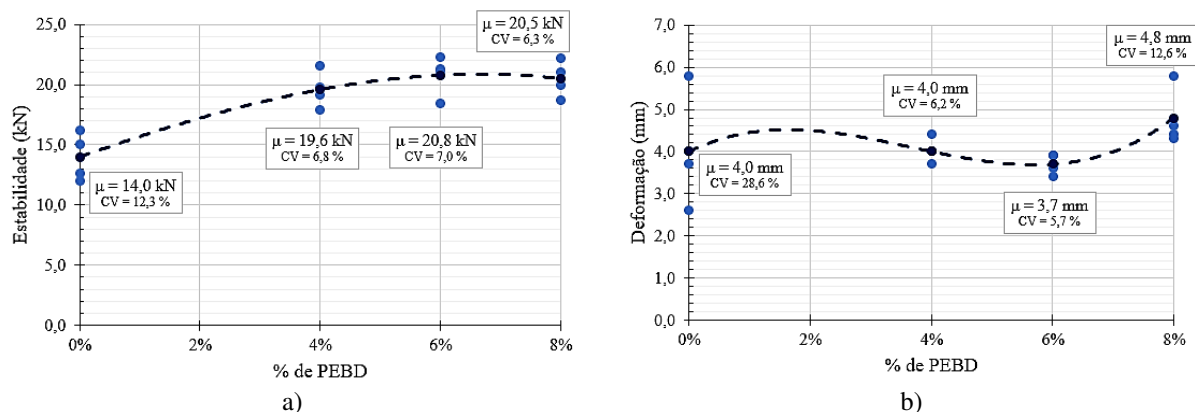 25,0
20,0
15,0
10,0
5,0
0,0
Estabilidade (kN)
μ = 20,5 kN
CV = 6,3 %
μ = 19,6 kN
CV = 6,8 %
μ = 20,8 kN
CV = 7,0 %
μ = 14,0 kN
CV = 12,3 %
0% 2% 4% 6% 8%
% de PEBD
a)
7,0
6,0
5,0
4,0
3,0
2,0
1,0
0,0
Deformação (mm)
μ = 4,8 mm
CV = 12,6 %
μ = 4,0 mm
CV = 6,2 %
μ = 4,0 mm
CV = 28,6 %
μ = 3,7 mm
CV = 5,7 %
0% 2% 4% 6% 8%
% de PEBD
b)